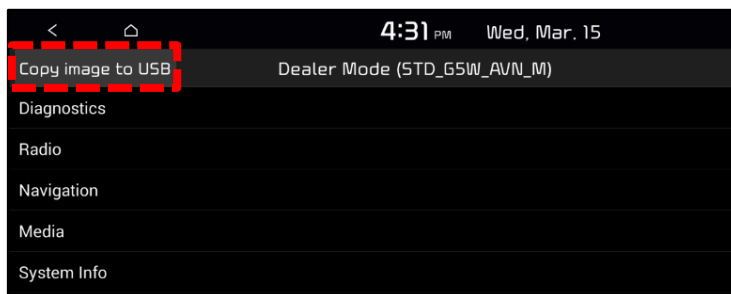 4:31 PM Wed, Mar. 15
Copy image to USB Dealer Mode (STD_G5W_AVN_M)
Diagnostics
Radio
Navigation
Media
System Info